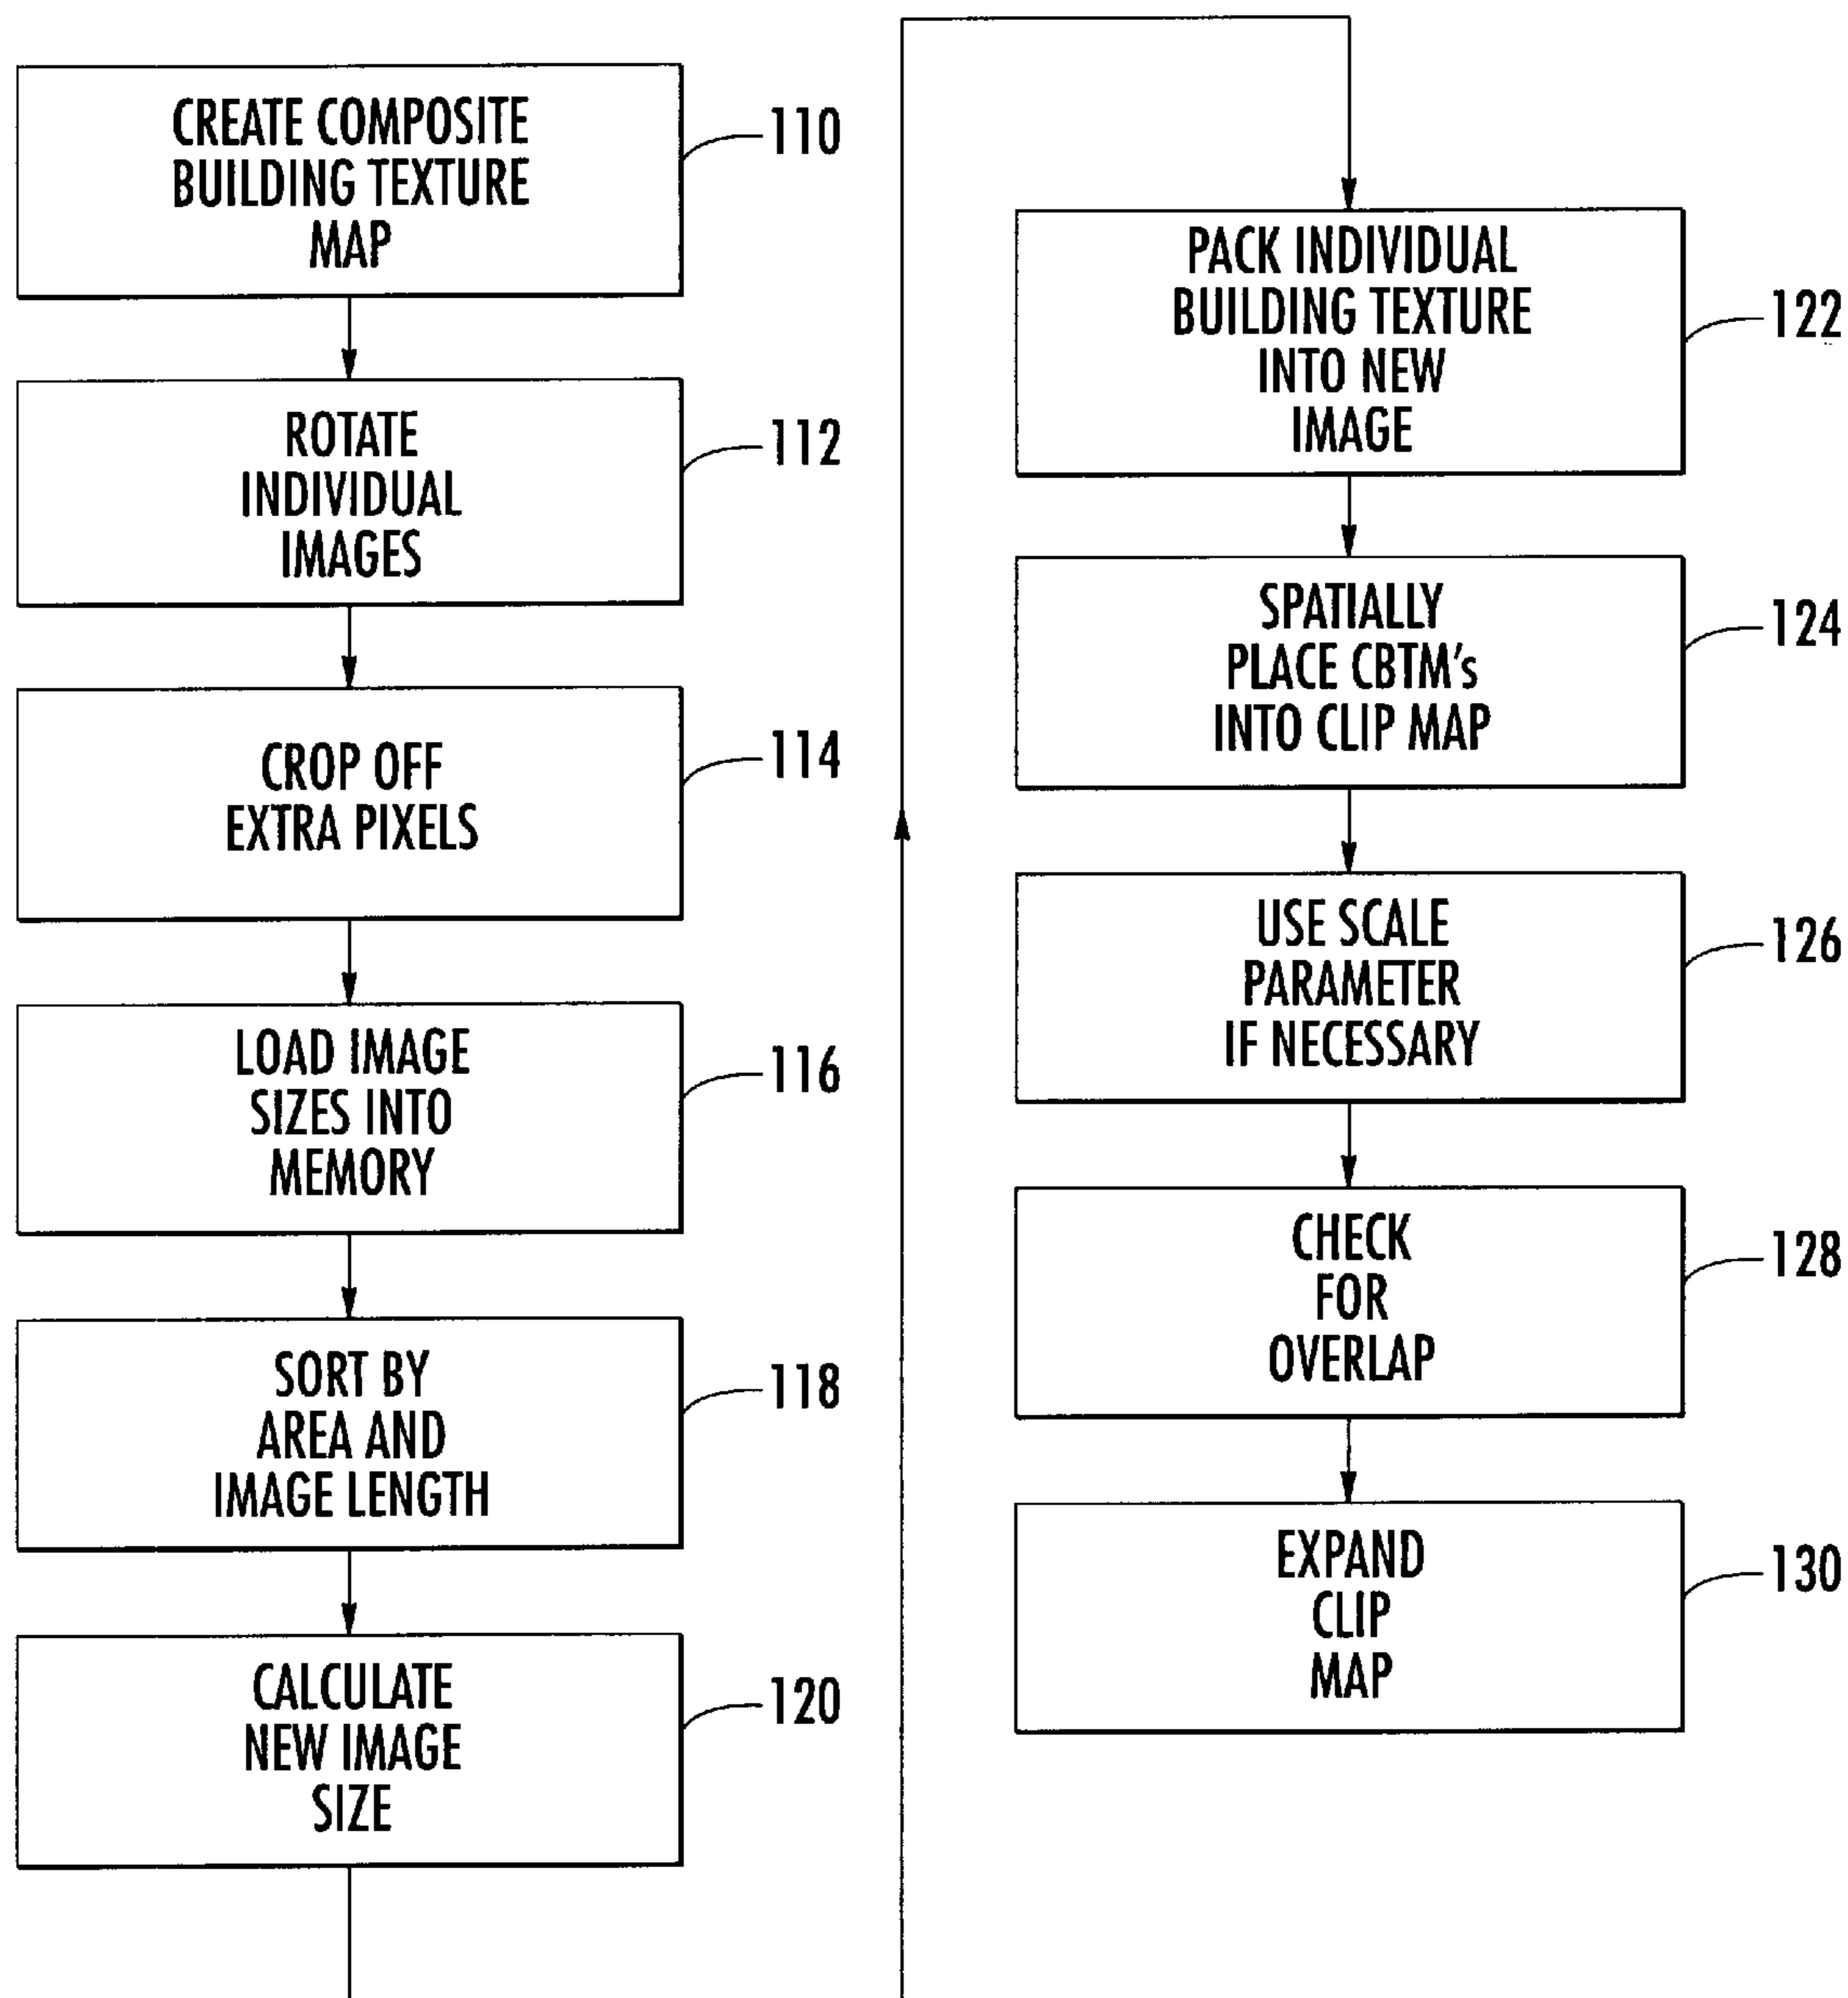 CREATE COMPOSITE
BUILDING TEXTURE
MAP
110
ROTATE
INDIVIDUAL
IMAGES
112
CROP OFF
EXTRA PIXELS
114
LOAD IMAGE
SIZES INTO
MEMORY
116
SORT BY
AREA AND
IMAGE LENGTH
118
CALCULATE
NEW IMAGE
SIZE
120
PACK INDIVIDUAL
BUILDING TEXTURE
INTO NEW
IMAGE
122
SPATIALLY
PLACE CBTM's
INTO CLIP MAP
124
USE SCALE
PARAMETER
IF NECESSARY
126
CHECK
FOR
OVERLAP
128
EXPAND
CLIP
MAP
130